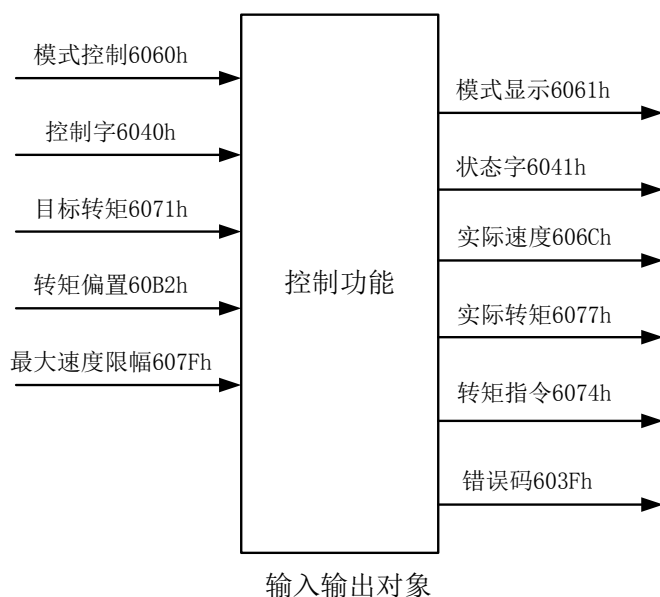 模式控制6060h
控制字6040h
目标转矩6071h
转矩偏置60B2h
最大速度限幅607Fh
控制功能
模式显示6061h
状态字6041h
实际速度606Ch
实际转矩6077h
转矩指令6074h
错误码603Fh
输入输出对象